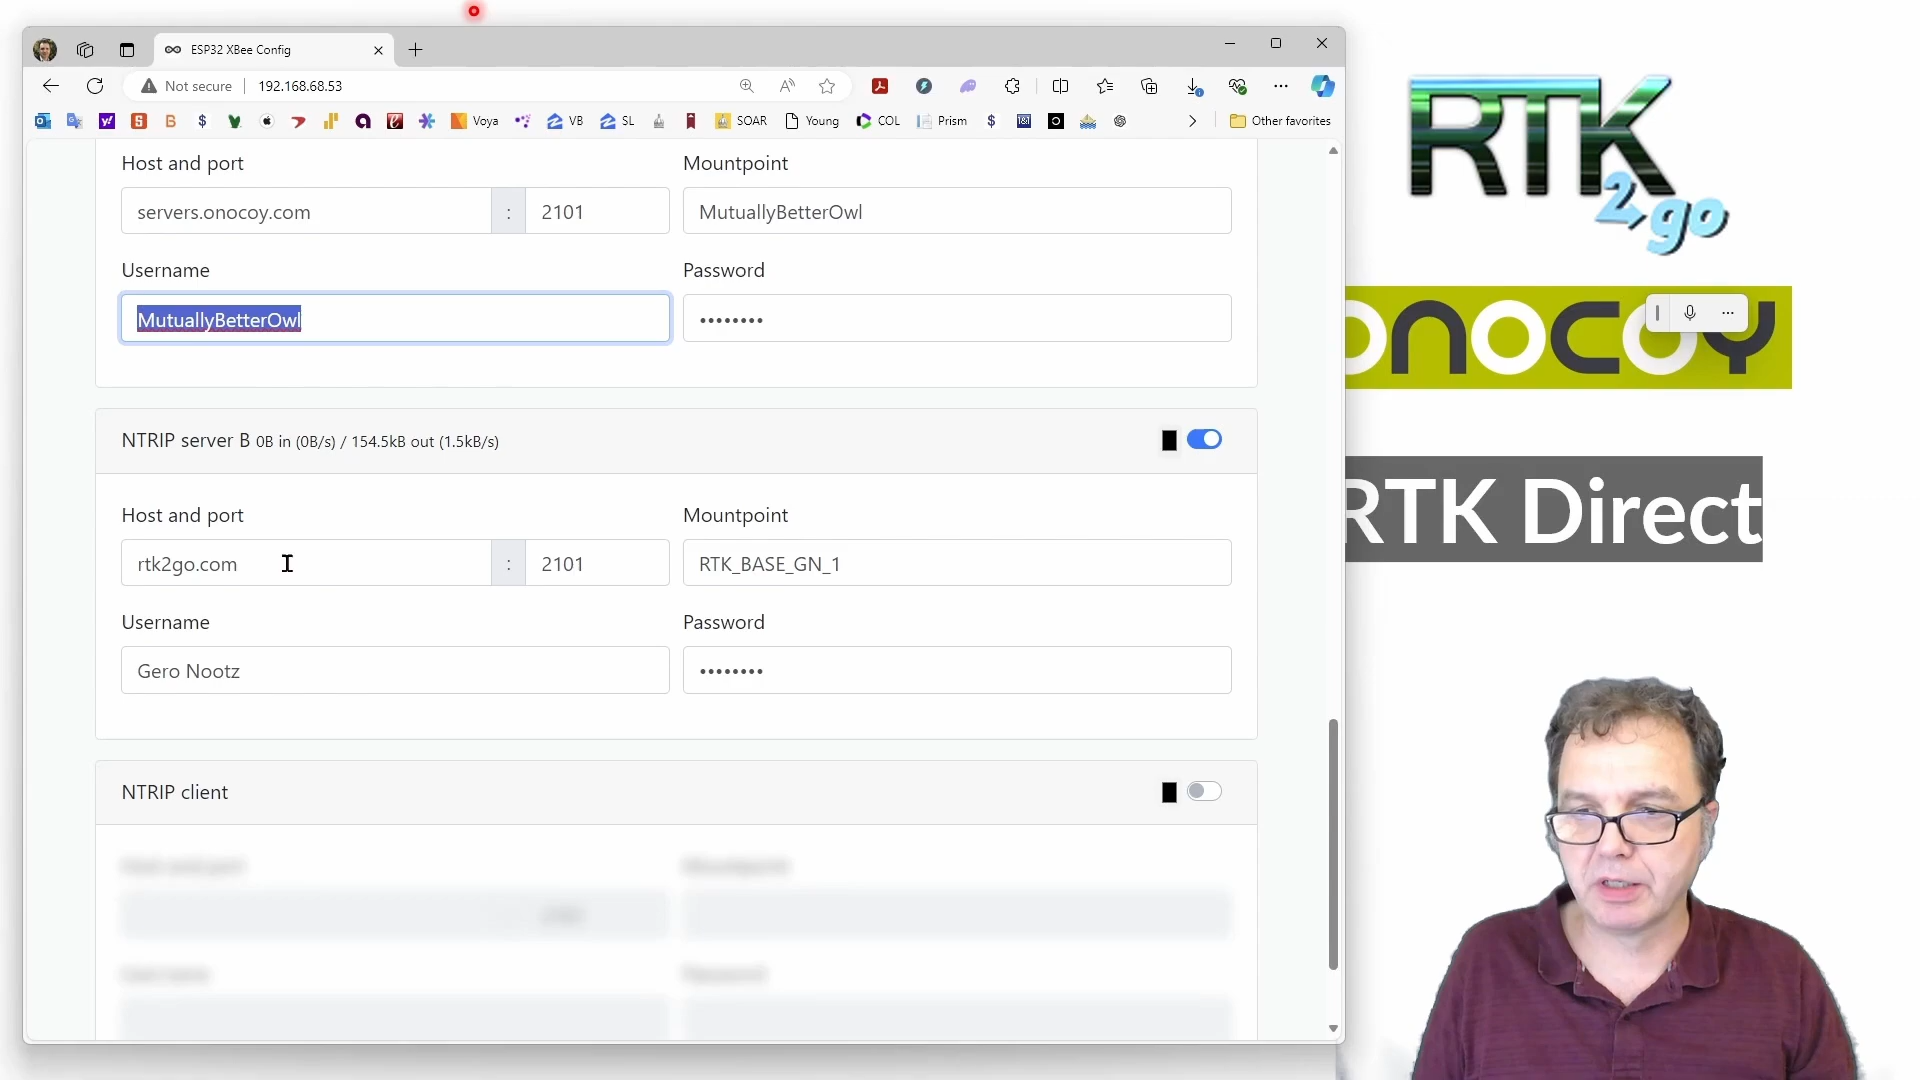 ESP32 XBee Config
Not secure
192.168.68.53
Voya
VB
SL
SOAR
Young
COL
Prism
Other favorites
Host and port
Mountpoint
servers.onocoy.com : 2101
MutuallyBetterOwl
Username
Password
MutuallyBetterOwl
••••••••
NTRIP server B 0B in (0B/s) / 154.5kB out (1.5kB/s)
Host and port
Mountpoint
rtk2go.com : 2101
RTK_BASE_GN_1
Username
Password
Gero Nootz
••••••••
NTRIP client
RTK
2go
ONOCOY
RTK Direct